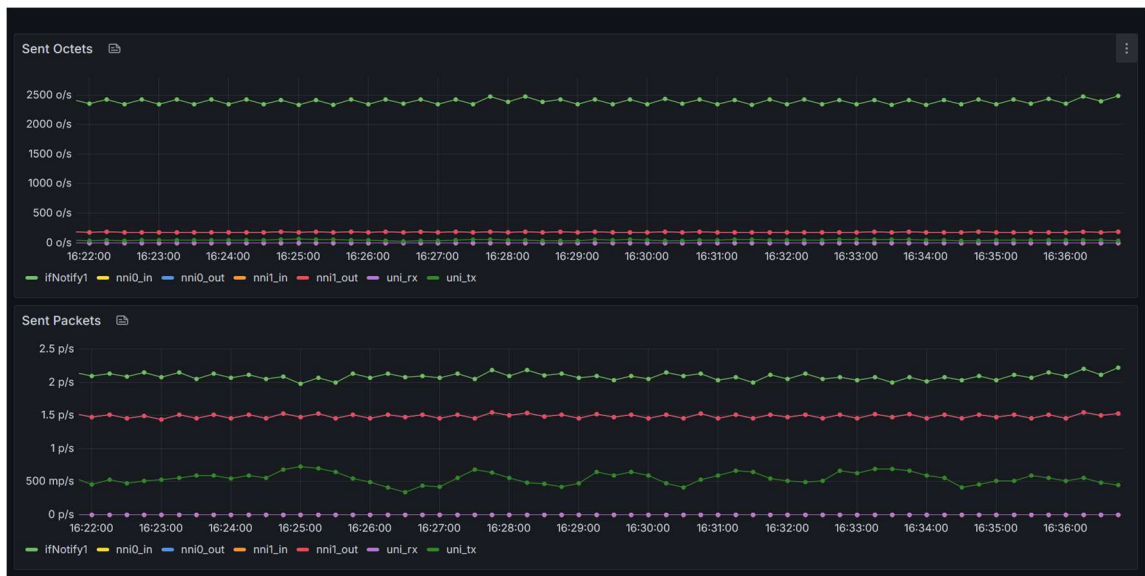 Sent Octets
2500 o/s
2000 o/s
1500 o/s
1000 o/s
500 o/s
0 o/s
16:22:00 16:23:00 16:24:00 16:25:00 16:26:00 16:27:00 16:28:00 16:29:00 16:30:00 16:31:00 16:32:00 16:33:00 16:34:00 16:35:00 16:36:00
ifNotify1 nni0_in nni0_out nni1_in nni1_out uni_rx uni_tx
Sent Packets
2.5 p/s
2 p/s
1.5 p/s
1 p/s
500 mp/s
0 p/s
16:22:00 16:23:00 16:24:00 16:25:00 16:26:00 16:27:00 16:28:00 16:29:00 16:30:00 16:31:00 16:32:00 16:33:00 16:34:00 16:35:00 16:36:00
ifNotify1 nni0_in nni0_out nni1_in nni1_out uni_rx uni_tx